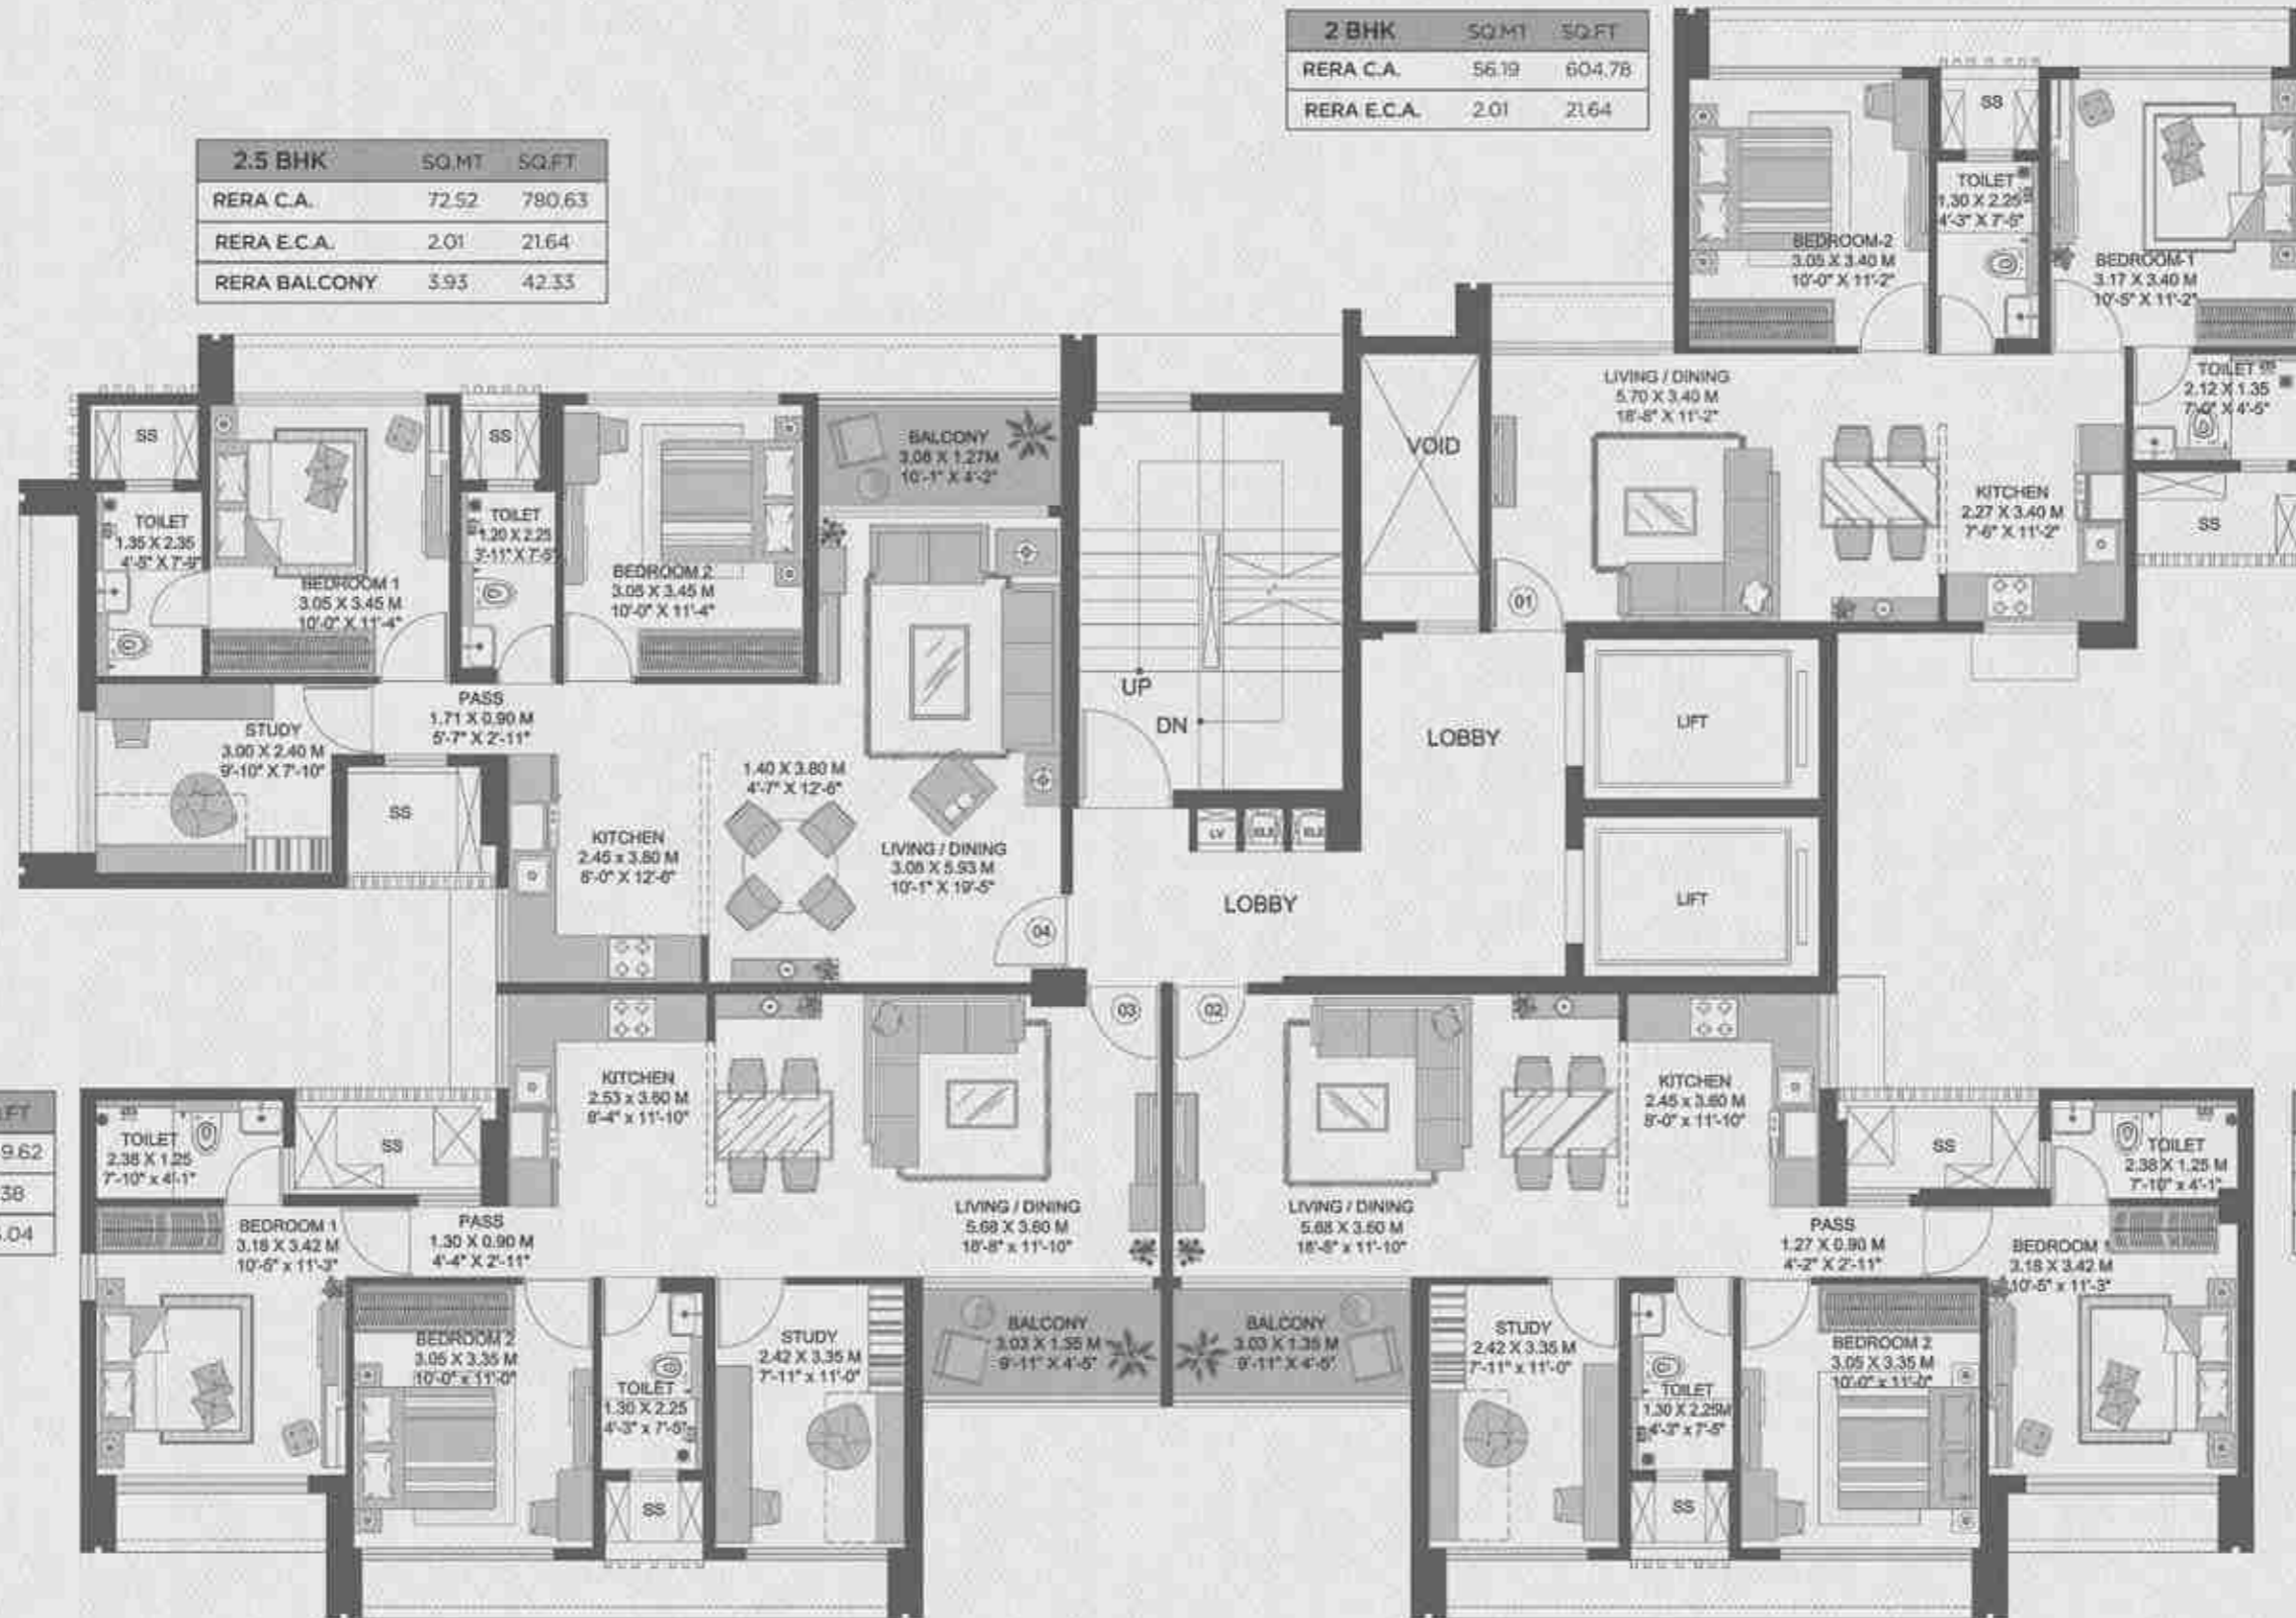 2 BHK SQ.MT SQ.FT
RERA C.A. 56.19 604.78
RERA E.C.A. 2.01 21.64
2.5 BHK SQ.MT SQ.FT
RERA C.A. 72.52 780.63
RERA E.C.A. 2.01 21.64
RERA BALCONY 3.93 42.33
SS
TOILET
1.30 X 2.25
4'-3" X 7'-5"
BEDROOM-2
3.05 X 3.40 M
10'-0" X 11'-2"
BEDROOM-1
3.17 X 3.40 M
10'-5" X 11'-2"
LIVING / DINING
5.70 X 3.40 M
18'-8" X 11'-2"
TOILET
2.12 X 1.35
7'-0" X 4'-5"
VOID
KITCHEN
2.27 X 3.40 M
7'-6" X 11'-2"
SS
01
SS
SS
BALCONY
3.08 X 1.27M
10'-1" X 4'-2"
TOILET
1.35 X 2.35
4'-5" X 7'-9"
TOILET
1.20 X 2.25
3'-11" X 7'-5"
BEDROOM 1
3.05 X 3.45 M
10'-0" X 11'-4"
BEDROOM 2
3.05 X 3.45 M
10'-0" X 11'-4"
UP
DN
LOBBY
LIFT
STUDY
3.00 X 2.40 M
9'-10" X 7'-10"
PASS
1.71 X 0.90 M
5'-7" X 2'-11"
SS
1.40 X 3.80 M
4'-7" X 12'-6"
KITCHEN
2.45 x 3.80 M
8'-0" X 12'-6"
LIVING / DINING
3.08 X 5.93 M
10'-1" X 19'-5"
LV
LOBBY
LIFT
04
03
02
KITCHEN
2.53 x 3.60 M
8'-4" x 11'-10"
KITCHEN
2.45 x 3.60 M
8'-0" x 11'-10"
FT
9.62
38
.04
TOILET
2.38 X 1.25
7'-10" x 4'-1"
SS
SS
TOILET
2.38 X 1.25 M
7'-10" x 4'-1"
LIVING / DINING
5.68 X 3.60 M
18'-8" x 11'-10"
LIVING / DINING
5.68 X 3.60 M
18'-8" x 11'-10"
BEDROOM 1
3.18 X 3.42 M
10'-5" x 11'-3"
PASS
1.30 X 0.90 M
4'-4" X 2'-11"
PASS
1.27 X 0.90 M
4'-2" X 2'-11"
BEDROOM 1
3.18 X 3.42 M
10'-5" x 11'-3"
BEDROOM 2
3.05 X 3.35 M
10'-0" x 11'-0"
STUDY
2.42 X 3.35 M
7'-11" x 11'-0"
BALCONY
3.03 X 1.35 M
9'-11" X 4'-5"
BALCONY
3.03 X 1.35 M
9'-11" X 4'-5"
STUDY
2.42 X 3.35 M
7'-11" x 11'-0"
BEDROOM 2
3.05 X 3.35 M
10'-0" x 11'-0"
TOILET
1.30 X 2.25
4'-3" x 7'-5"
TOILET
1.30 X 2.25M
4'-3" x 7'-5"
SS
SS